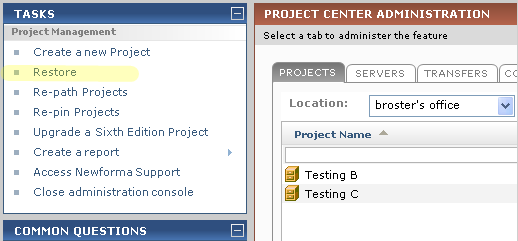 TASKS
Project Management
Create a new Project
Restore
Re-path Projects
Re-pin Projects
Upgrade a Sixth Edition Project
Create a report
Access Newforma Support
Close administration console
COMMON QUESTIONS
PROJECT CENTER ADMINISTRATION
Select a tab to administer the feature
PROJECTS SERVERS TRANSFERS CO
Location: broster's office
Project Name
Testing B
Testing C